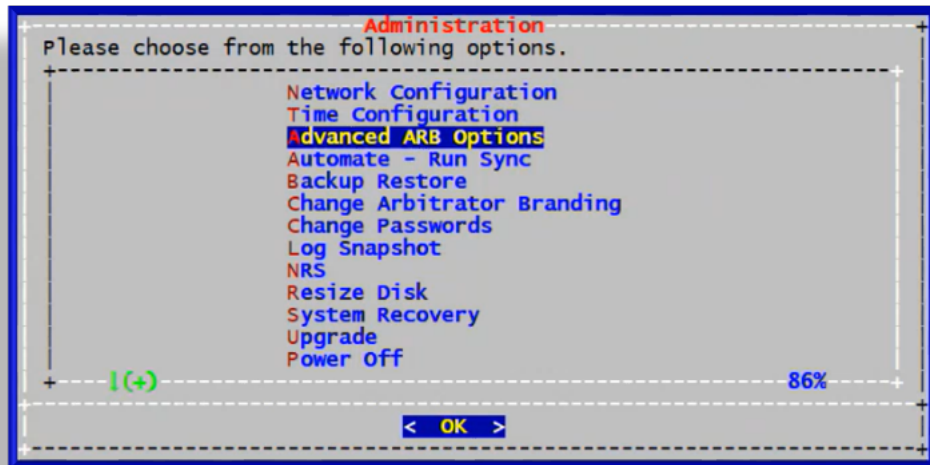 Administration
Please choose from the following options.
Network Configuration
Time Configuration
Advanced ARB Options
Automate - Run Sync
Backup Restore
Change Arbitrator Branding
Change Passwords
Log Snapshot
NRS
Resize Disk
System Recovery
Upgrade
Power Off
↓(+) 86%
< OK >